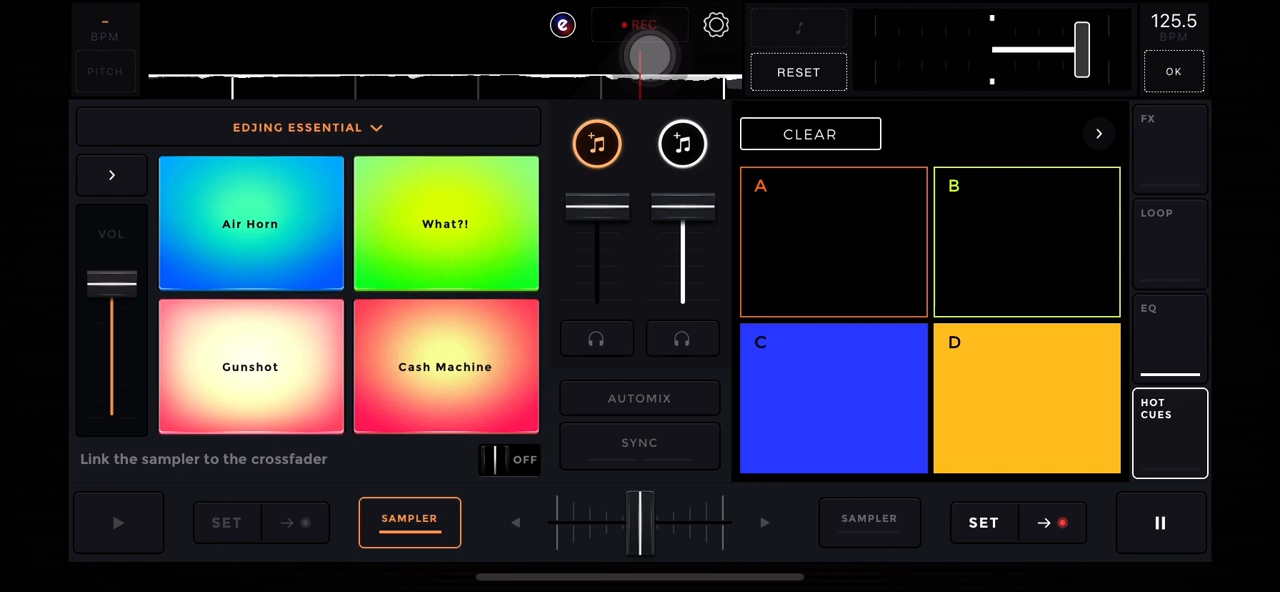 -
BPM
PITCH
e
REC
RESET
125.5
BPM
OK
EDJING ESSENTIAL
VOL
Air Horn
What?!
Gunshot
Cash Machine
Link the sampler to the crossfader
OFF
AUTOMIX
SYNC
CLEAR
A
B
C
D
FX
LOOP
EQ
HOT
CUES
SET
SAMPLER
SAMPLER
SET